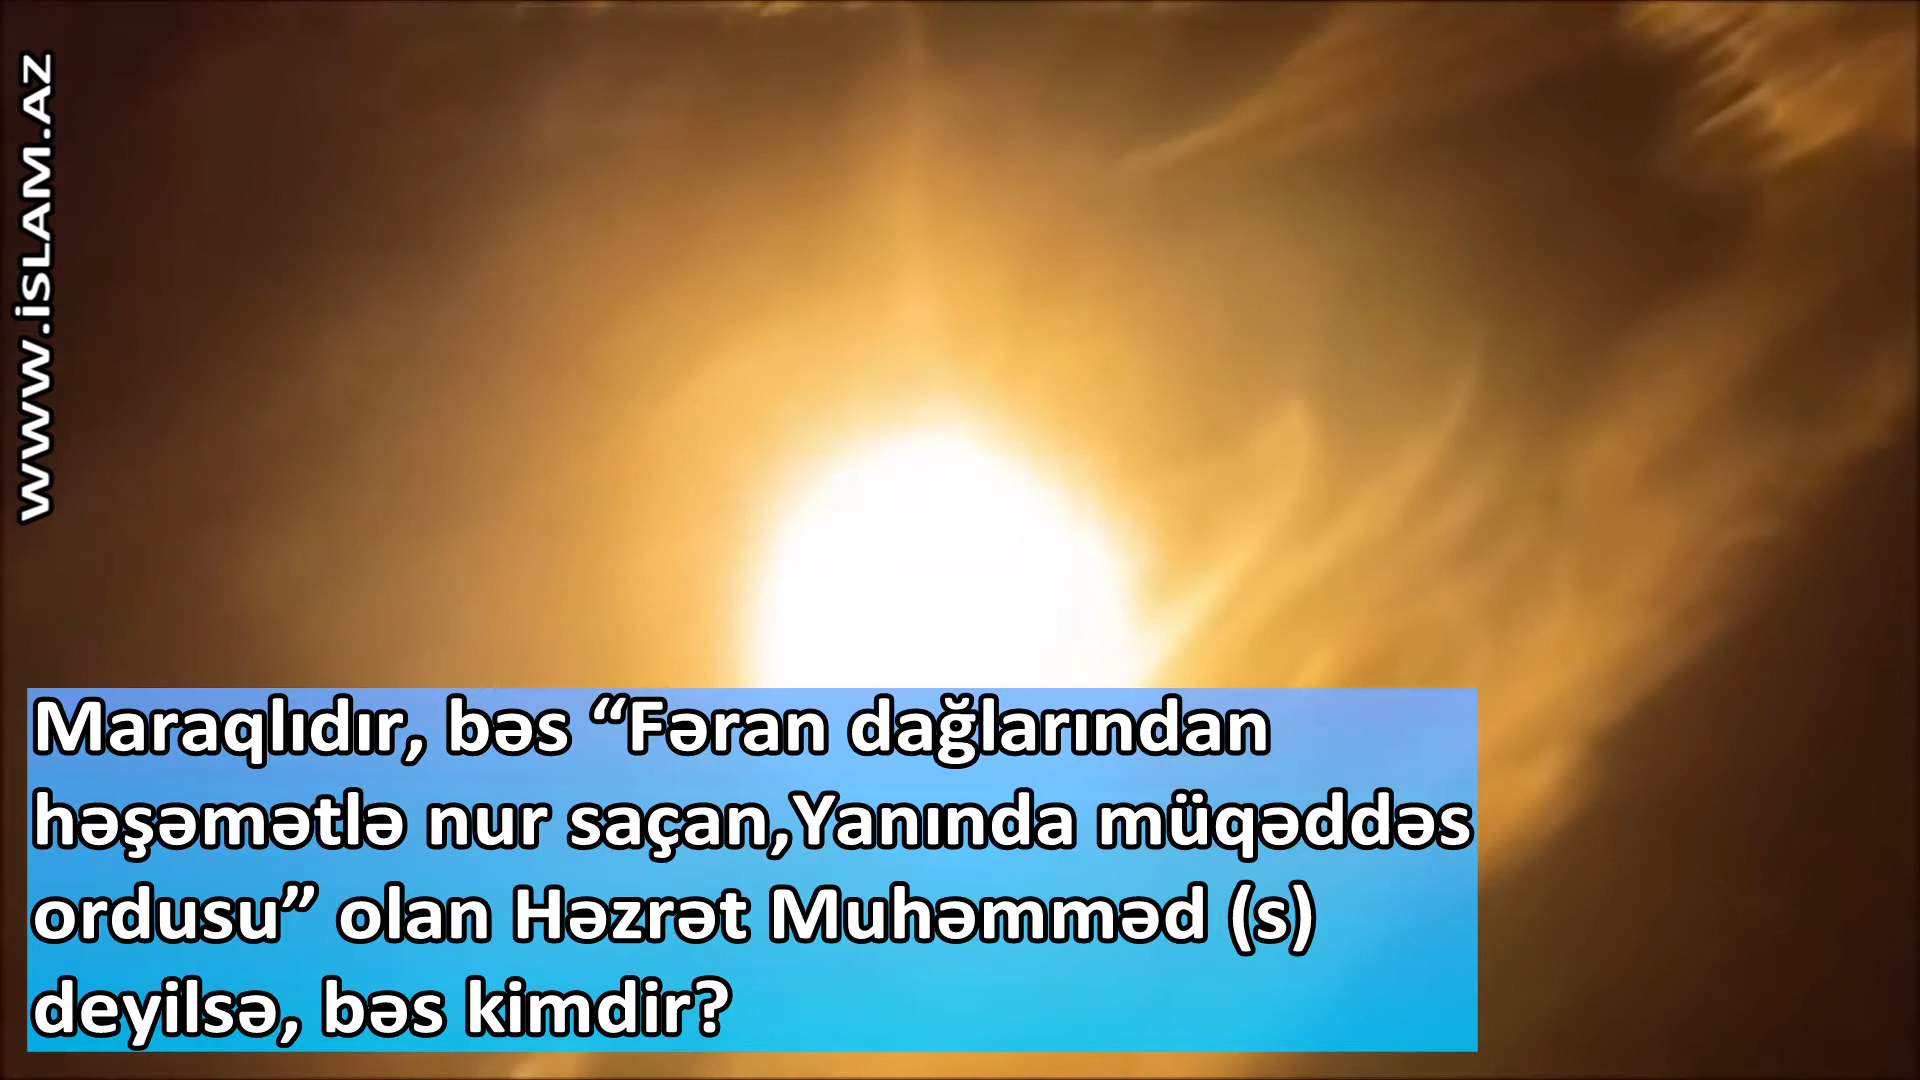 www.İSLAM.AZ
Maraqlıdır, bəs “Fəran dağlarından
həşəmətlə nur saçan,Yanında müqəddəs
ordusu” olan Həzrət Muhəmməd (s)
deyilsə, bəs kimdir?